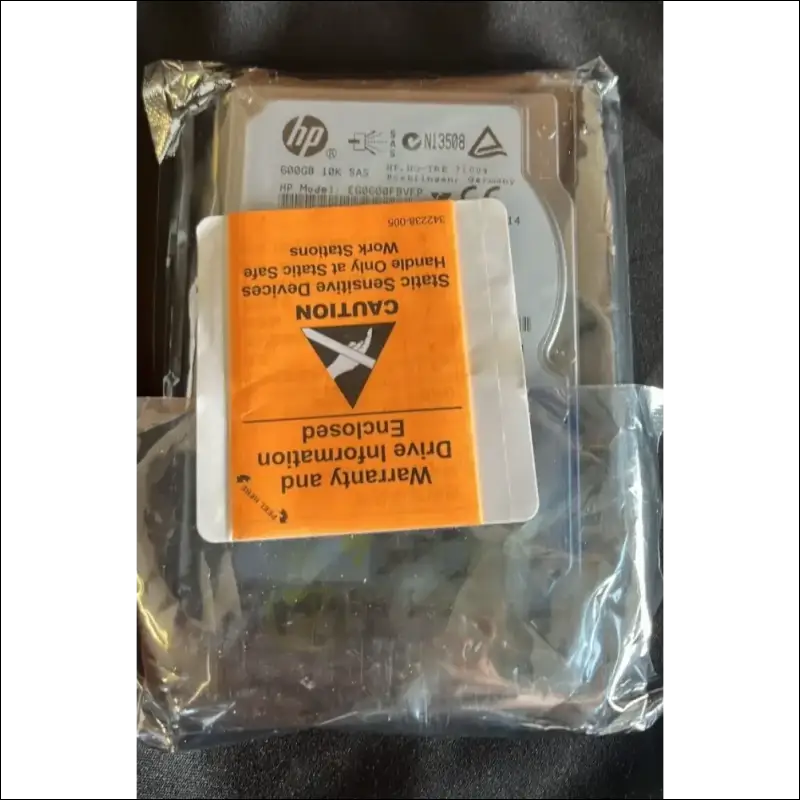 hp
®
SAS
N13508
600GB 10K SAS
HP Model: EG0600FBVFP
14
Warranty and
Drive Information
Enclosed
CAUTION
Static Sensitive Devices
Handle Only at Static Safe
Work Stations
342238-005
PEEL HERE